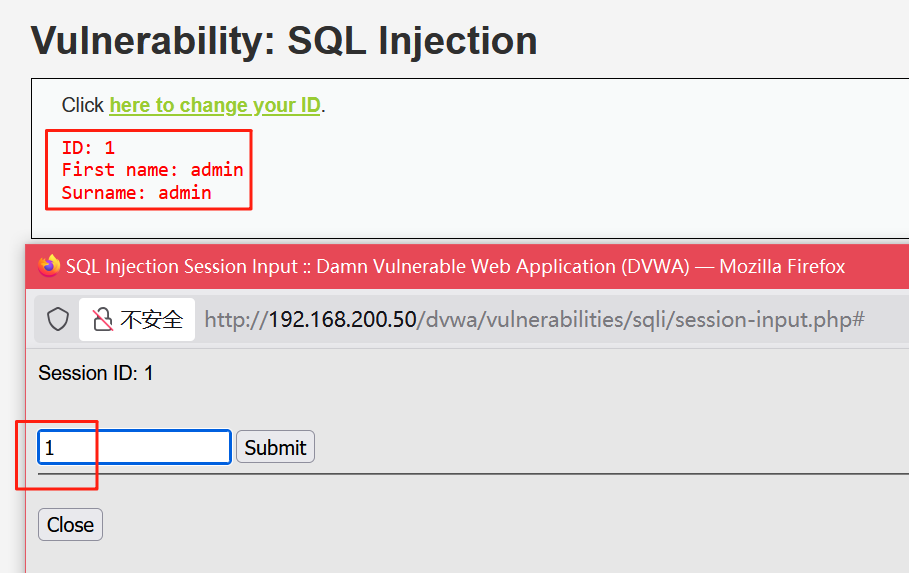 Vulnerability: SQL Injection
Click here to change your ID.
ID: 1
First name: admin
Surname: admin
SQL Injection Session Input :: Damn Vulnerable Web Application (DVWA) — Mozilla Firefox
不安全 http://192.168.200.50/dvwa/vulnerabilities/sqli/session-input.php#
Session ID: 1
1 Submit
Close